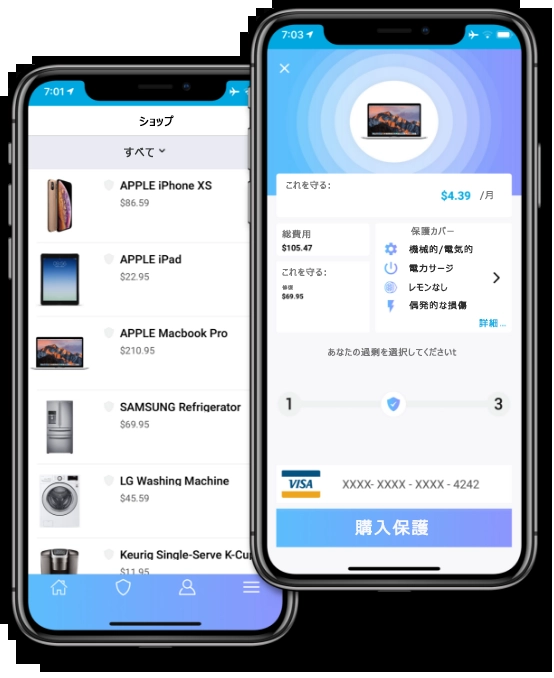 7:01
ショップ
すべて
APPLE iPhone XS
$86.59
APPLE iPad
$22.95
APPLE Macbook Pro
$210.95
SAMSUNG Refrigerator
$69.95
LG Washing Machine
$45.59
Keurig Single-Serve K-Cu
$11.95
7:03
これを守る:
$4.39 /月
総費用
$105.47
これを守る:
$69.95
保護カバー
機械的/電気的
電力サージ
レモンなし
偶発的な損傷
詳細...
あなたの過剰を選択してくださいt
1 3
VISA XXXX- XXXX - XXXX - 4242
購入保護